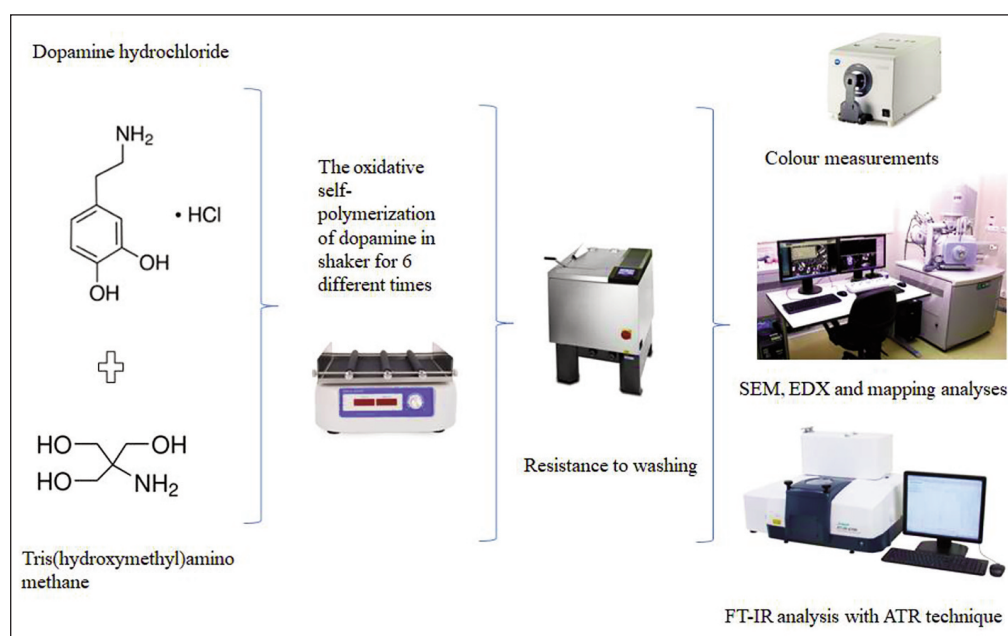 Dopamine hydrochloride
NH2
• HCl
OH
OH
HO
OH
HO
NH2
Tris(hydroxymethyl)amino
methane
The oxidative
self-
polymerization
of dopamine in
shaker for 6
different times
Resistance to washing
Colour measurements
SEM, EDX and mapping analyses
FT-IR analysis with ATR technique